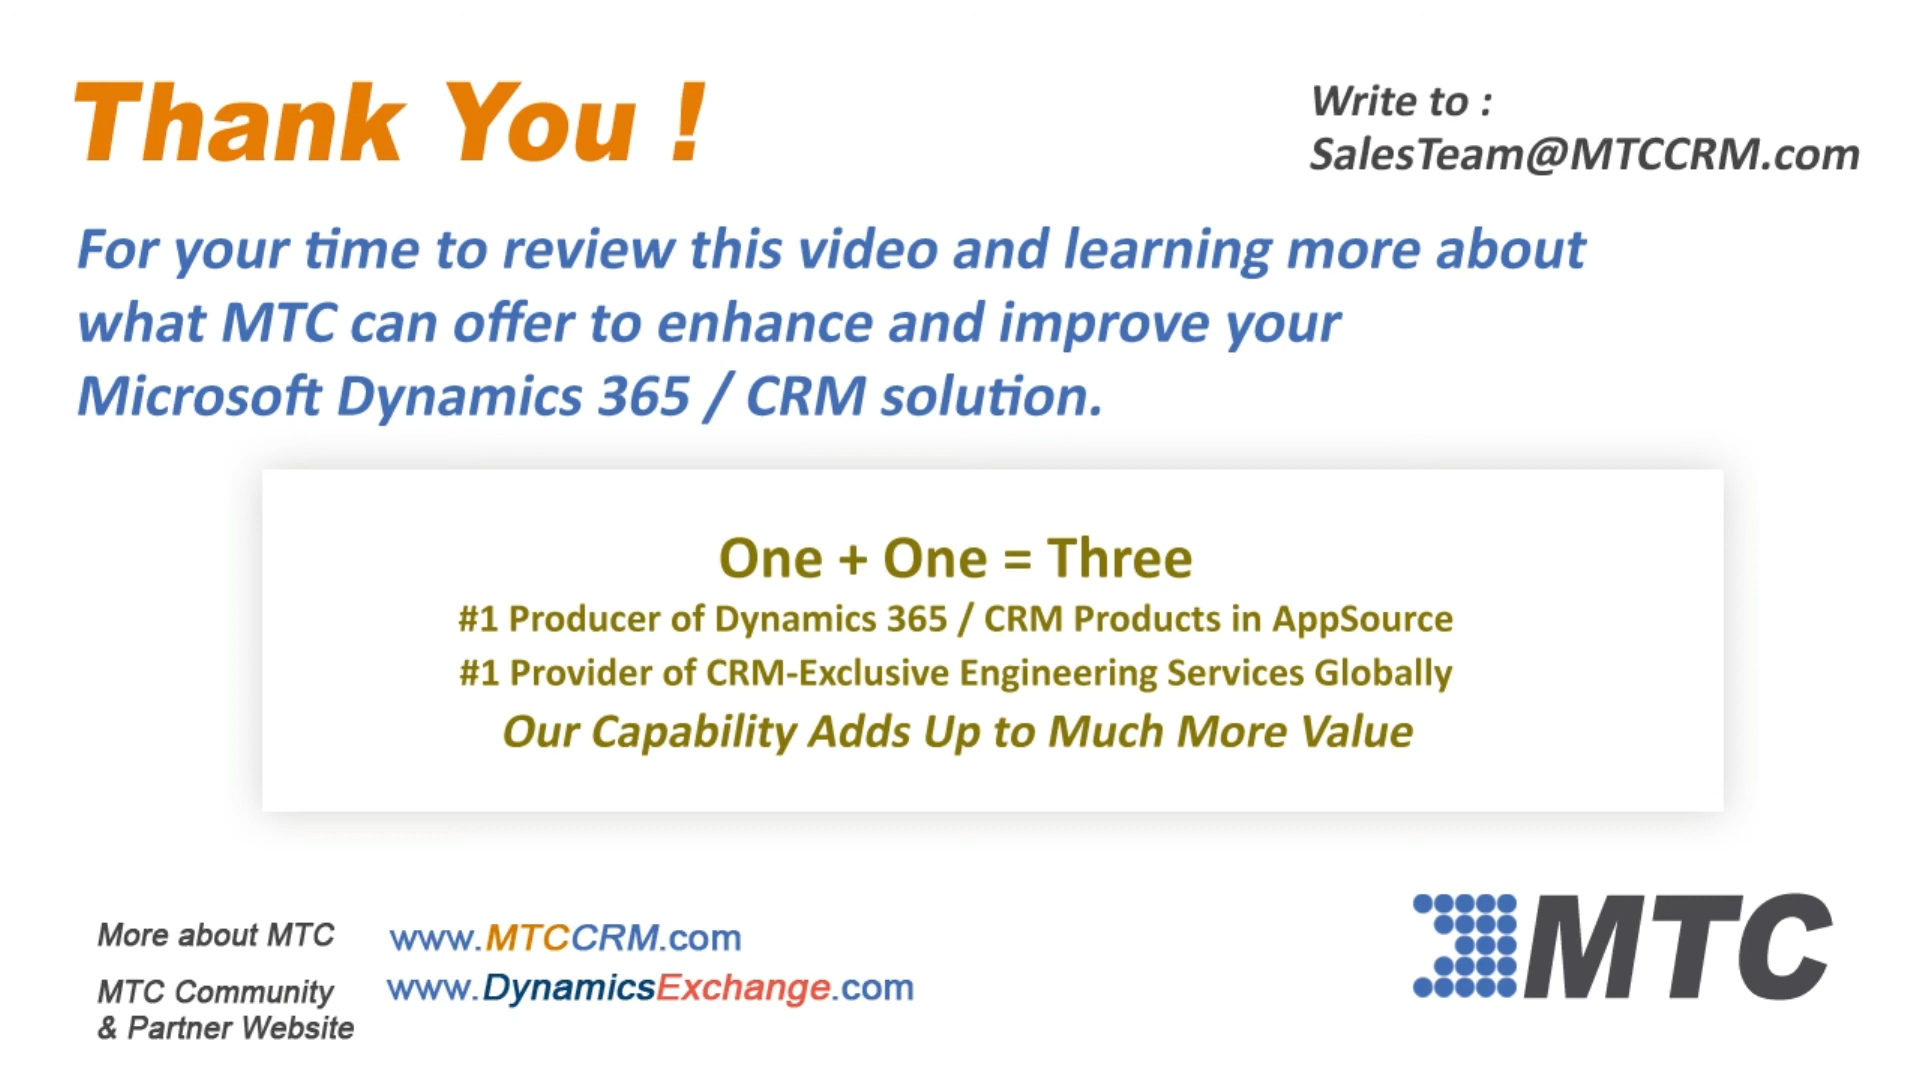 Thank You !
Write to :
SalesTeam@MTCCRM.com
For your time to review this video and learning more about
what MTC can offer to enhance and improve your
Microsoft Dynamics 365 / CRM solution.
One + One = Three
#1 Producer of Dynamics 365 / CRM Products in AppSource
#1 Provider of CRM-Exclusive Engineering Services Globally
Our Capability Adds Up to Much More Value
More about MTC www.MTCCRM.com
MTC Community www.DynamicsExchange.com
& Partner Website
MTC